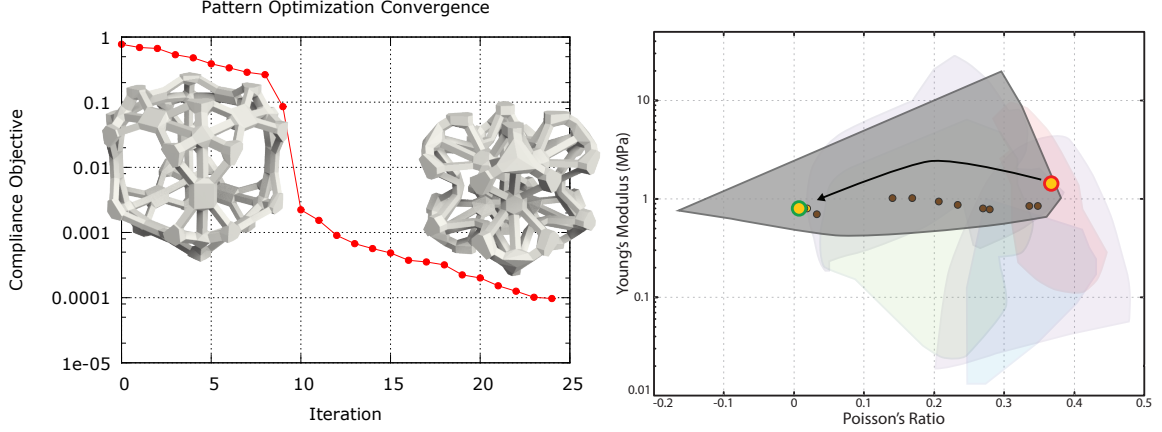 Pattern Optimization Convergence
Compliance Objective
1
0.1
0.01
0.001
0.0001
1e-05
0 5 10 15 20 25
Iteration
Young's Modulus (MPa)
10
1
0.1
0.01
-0.2 -0.1 0 0.1 0.2 0.3 0.4 0.5
Poisson's Ratio